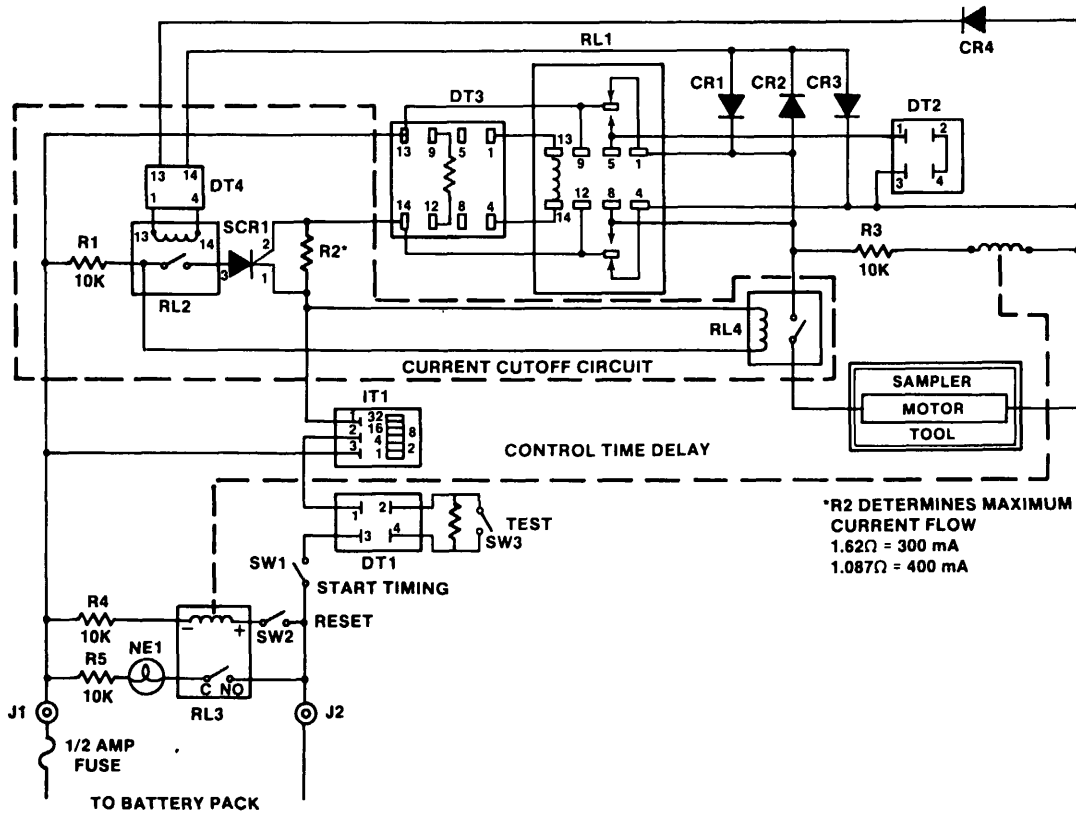 RL1
CR4
CR1
CR2
CR3
DT3
DT2
13
9
5
1
13
9
5
1
1
2
3
4
13
14
DT4
1
4
14
12
8
4
12
8
4
14
13
14
SCR1
2
3
1
R1
10K
RL2
R2*
R3
10K
RL4
CURRENT CUTOFF CIRCUIT
SAMPLER
MOTOR
TOOL
IT1
1
2
3
32
16
4
1
8
2
CONTROL TIME DELAY
*R2 DETERMINES MAXIMUM
CURRENT FLOW
1.62Ω = 300 mA
1.087Ω = 400 mA
1
2
3
4
DT1
TEST
SW3
SW1
START TIMING
R4
10K
- +
SW2
RESET
R5
10K
NE1
C NO
RL3
J1
J2
1/2 AMP
FUSE
TO BATTERY PACK